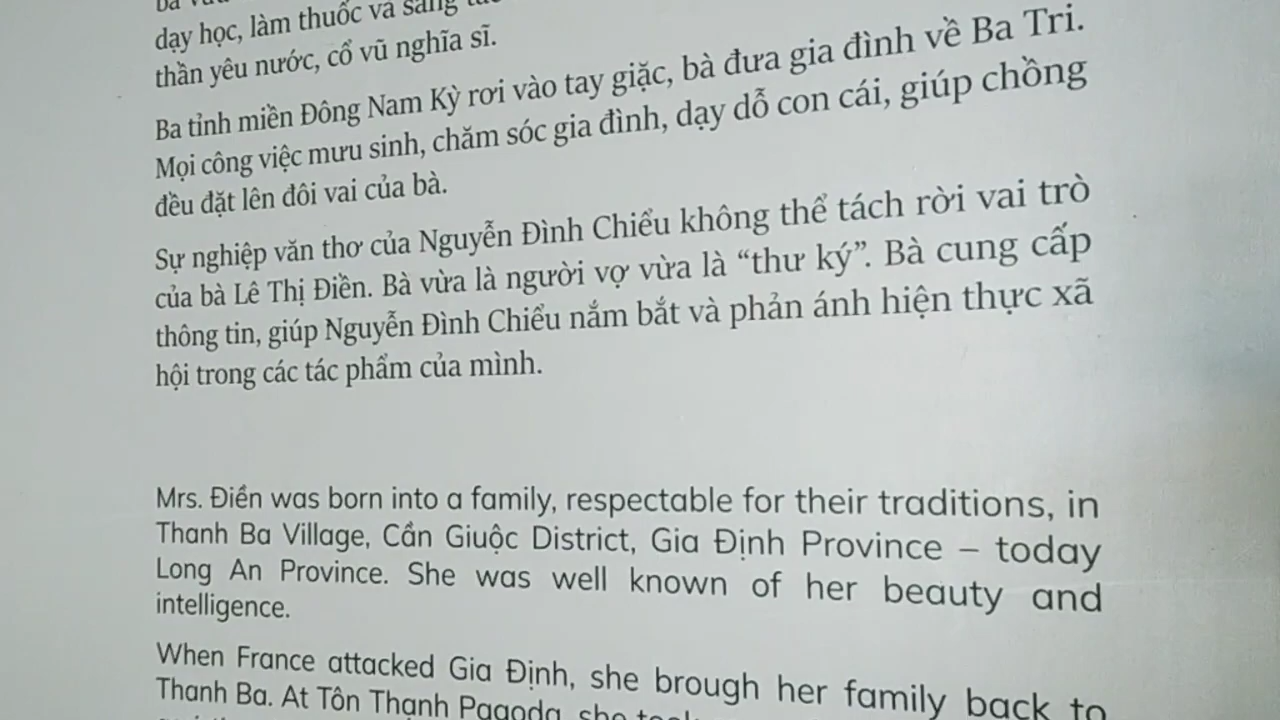 dạy học, làm thuốc và sáng
thần yêu nước, cổ vũ nghĩa sĩ.
Ba tỉnh miền Đông Nam Kỳ rơi vào tay giặc, bà đưa gia đình về Ba Tri.
Mọi công việc mưu sinh, chăm sóc gia đình, dạy dỗ con cái, giúp chồng
đều đặt lên đôi vai của bà.
Sự nghiệp văn thơ của Nguyễn Đình Chiểu không thể tách rời vai trò
của bà Lê Thị Điền. Bà vừa là người vợ vừa là “thư ký”. Bà cung cấp
thông tin, giúp Nguyễn Đình Chiểu nắm bắt và phản ánh hiện thực xã
hội trong các tác phẩm của mình.
Mrs. Điền was born into a family, respectable for their traditions, in
Thanh Ba Village, Cần Giuộc District, Gia Định Province – today
Long An Province. She was well known of her beauty and
intelligence.
When France attacked Gia Định, she brough her family back to
Thanh Ba. At Tôn Thạnh Pagoda, she took